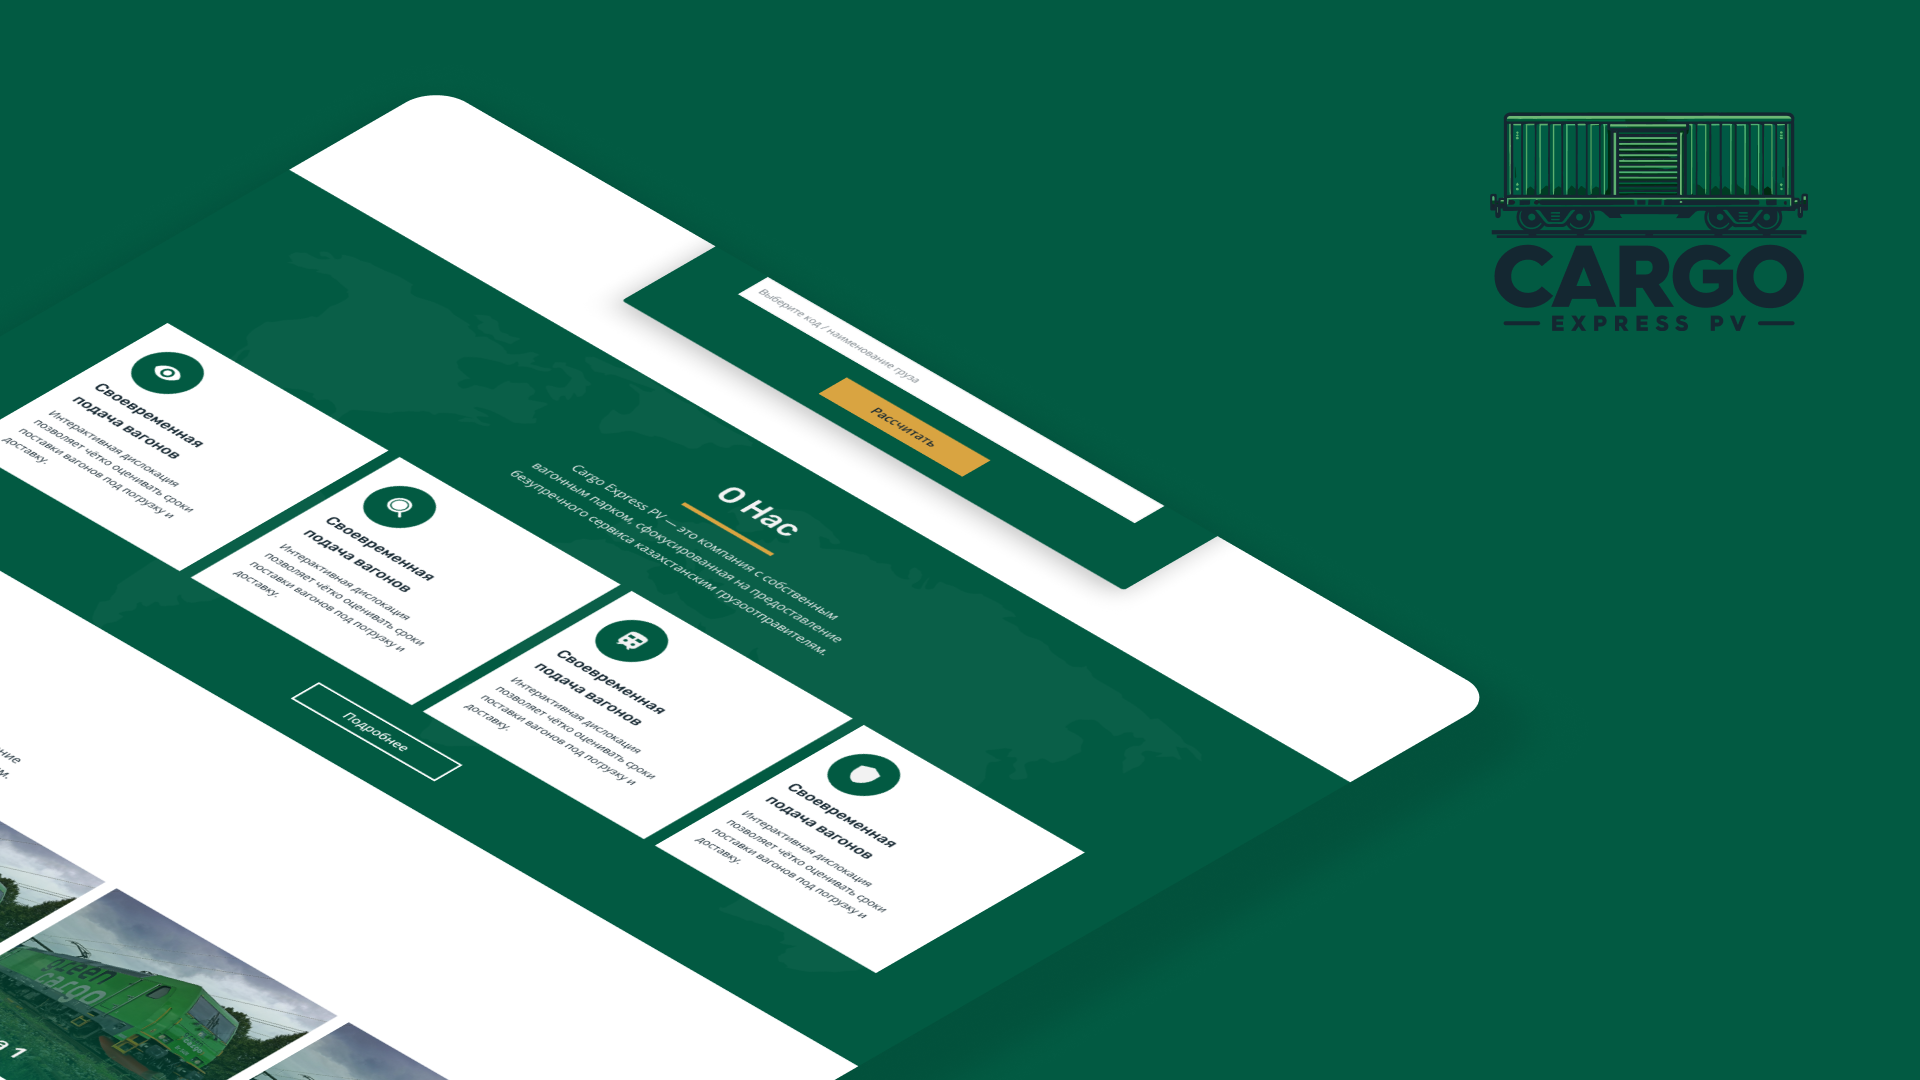 CARGO
EXPRESS PV
Выберите код / наименование груза
Рассчитать
О Нас
Cargo Express PV — это компания с собственным
вагонным парком, сфокусированная на предоставление
безупречного сервиса казахстанским грузоотправителям.
Своевременная
подача вагонов
Интерактивная дислокация
позволяет чётко оценивать сроки
поставки вагонов под погрузку и
доставку.
Своевременная
подача вагонов
Интерактивная дислокация
позволяет чётко оценивать сроки
поставки вагонов под погрузку и
доставку.
Своевременная
подача вагонов
Интерактивная дислокация
позволяет чётко оценивать сроки
поставки вагонов под погрузку и
доставку.
Своевременная
подача вагонов
Интерактивная дислокация
позволяет чётко оценивать сроки
поставки вагонов под погрузку и
доставку.
Подробнее
green
cargo
а 1